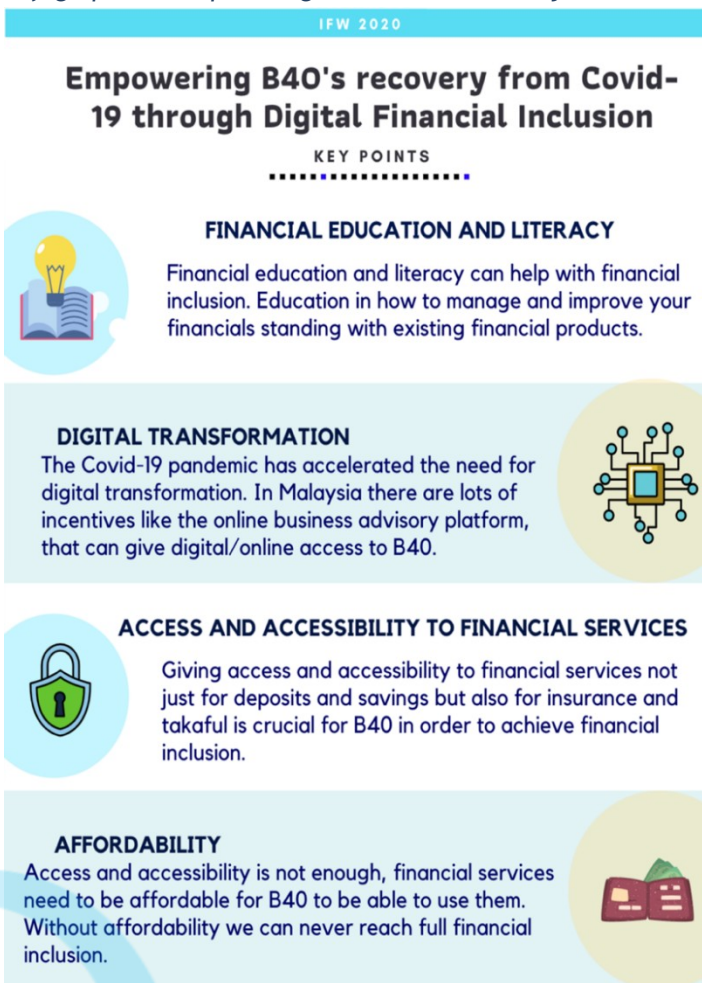 IFW 2020
Empowering B40's recovery from Covid-
19 through Digital Financial Inclusion
KEY POINTS
FINANCIAL EDUCATION AND LITERACY
Financial education and literacy can help with financial
inclusion. Education in how to manage and improve your
financials standing with existing financial products.
DIGITAL TRANSFORMATION
The Covid-19 pandemic has accelerated the need for
digital transformation. In Malaysia there are lots of
incentives like the online business advisory platform,
that can give digital/online access to B40.
ACCESS AND ACCESSIBILITY TO FINANCIAL SERVICES
Giving access and accessibility to financial services not
just for deposits and savings but also for insurance and
takaful is crucial for B40 in order to achieve financial
inclusion.
AFFORDABILITY
Access and accessibility is not enough, financial services
need to be affordable for B40 to be able to use them.
Without affordability we can never reach full financial
inclusion.